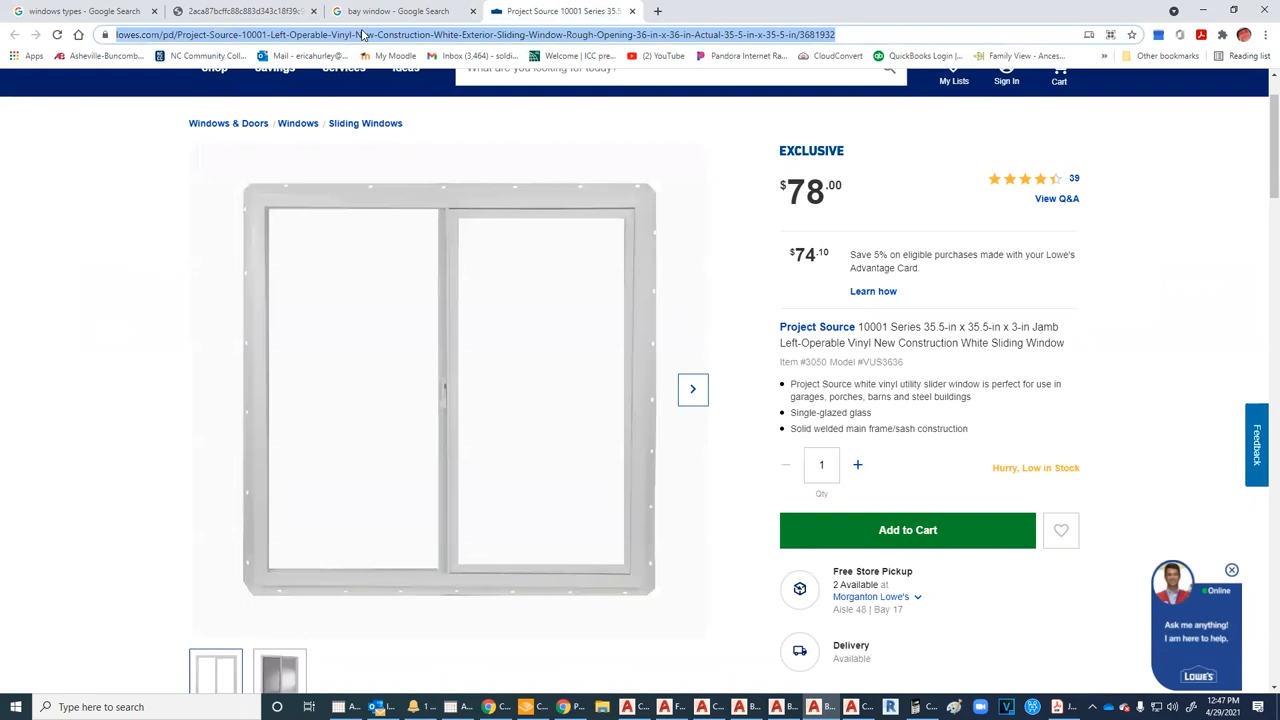 windows types - Google Search
2aca87bcffc88c883d343c18f39c9
bay window - Google Search
Project Source 10001 Series 35.5
lowes.com/pd/Project-Source-10001-Left-Operable-Vinyl-New-Construction-White-Exterior-Sliding-Window-Rough-Opening-36-in-x-36-in-Actual-35-5-in-x-35-5-in/3681932
Apps
Asheville-Buncomb
NC Community Coll...
Mail - ericahurley@...
My Moodle
Inbox (3,464) - soldi...
Welcome | ICC pre...
(2) YouTube
Pandora Internet Ra...
CloudConvert
QuickBooks Login |...
Family View - Ances...
Other bookmarks
Reading list
Shop
Savings
Services
Ideas
What are you looking for today?
My Lists
Sign In
Cart
Windows & Doors / Windows / Sliding Windows
EXCLUSIVE
$78.00
39
View Q&A
$74.10
Save 5% on eligible purchases made with your Lowe's
Advantage Card.
Learn how
Project Source 10001 Series 35.5-in x 35.5-in x 3-in Jamb
Left-Operable Vinyl New Construction White Sliding Window
Item #3050 Model #VUS3636
Project Source white vinyl utility slider window is perfect for use in
garages, porches, barns and steel buildings
Single-glazed glass
Solid welded main frame/sash construction
1
Qty
Hurry, Low in Stock
Add to Cart
Free Store Pickup
2 Available at
Morganton Lowe's
Aisle 48 | Bay 17
Delivery
Available
Feedback
Online
Ask me anything!
I am here to help.
LOWE'S
Type here to search
12:47 PM
4/29/2021